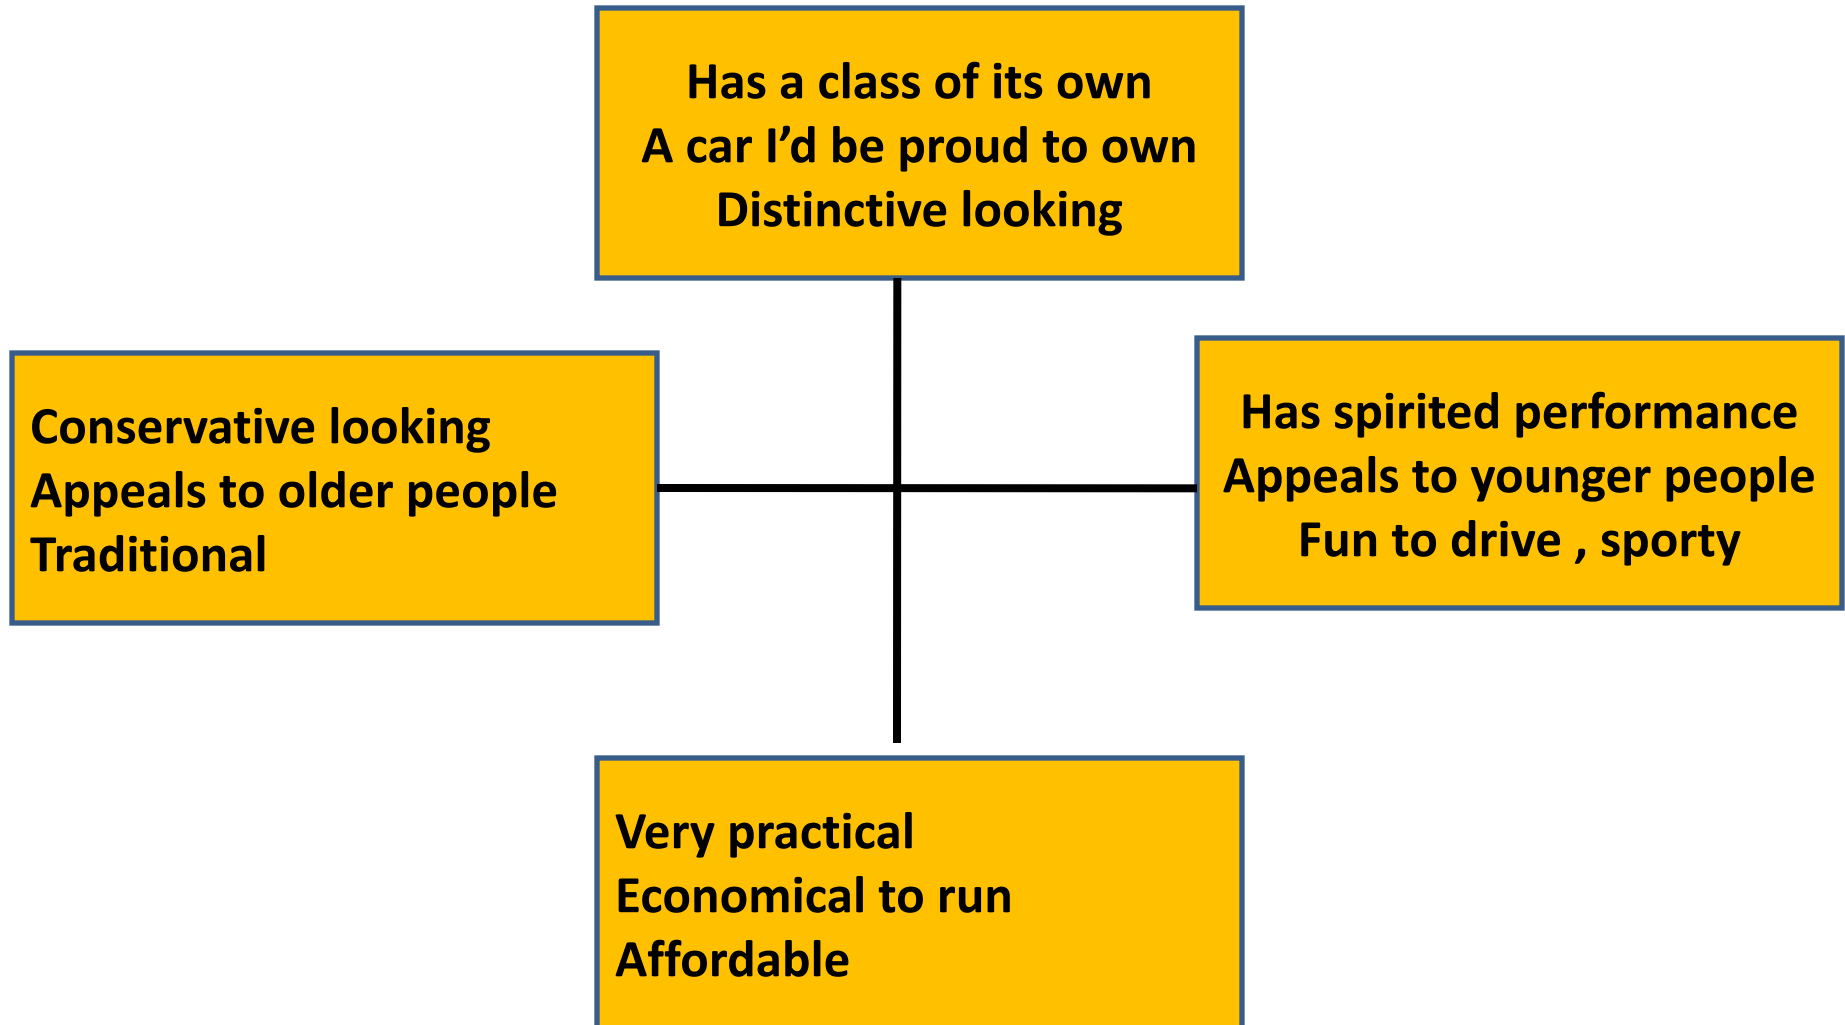 Has a class of its own
A car I’d be proud to own
Distinctive looking
Conservative looking
Appeals to older people
Traditional
Has spirited performance
Appeals to younger people
Fun to drive , sporty
Very practical
Economical to run
Affordable